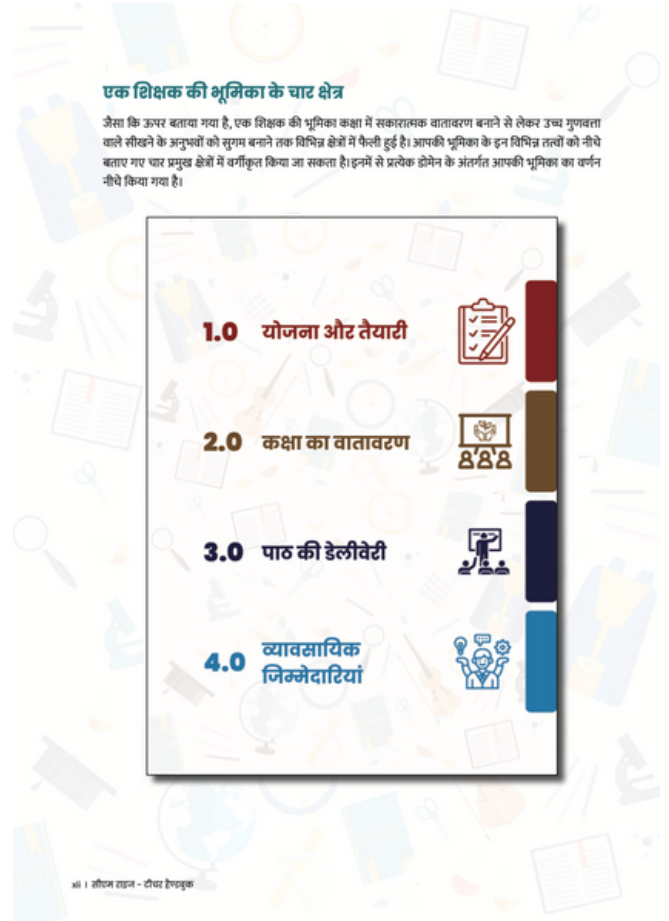 एक शिक्षक की भूमिका के चार क्षेत्र
जैसा कि ऊपर बताया गया है, एक शिक्षक की भूमिका कक्षा में सकारात्मक वातावरण बनाने से लेकर उच्च गुणवत्ता
वाले सीखने के अनुभवों को सुगम बनाने तक विभिन्न क्षेत्रों में फैली हुई है। आपकी भूमिका के इन विभिन्न तत्वों को नीचे
बताए गए चार प्रमुख क्षेत्रों में वर्गीकृत किया जा सकता है। इनमें से प्रत्येक डोमेन के अंतर्गत आपकी भूमिका का वर्णन
नीचे किया गया है।
1.0 योजना और तैयारी
2.0 कक्षा का वातावरण
3.0 पाठ की डेलीवेरी
4.0 व्यावसायिक
जिम्मेदारियां
xii । सीएम राइज - टीचर हैण्डबुक